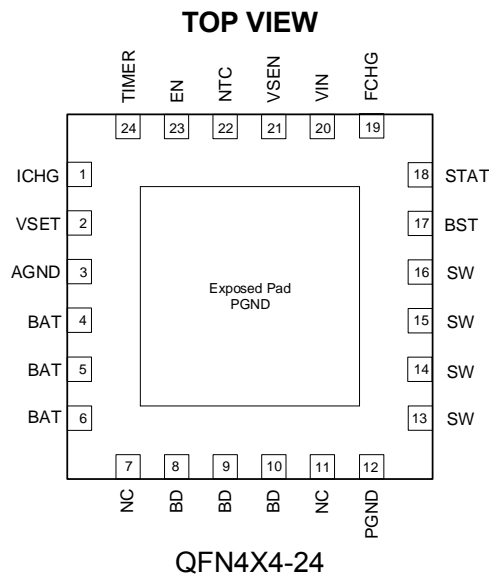 TOP VIEW
TIMER
EN
NTC
VSEN
VIN
FCHG
24 23 22 21 20 19
ICHG 1
VSET 2
AGND 3
BAT 4
BAT 5
BAT 6
18 STAT
17 BST
16 SW
15 SW
14 SW
13 SW
Exposed Pad
PGND
7 8 9 10 11 12
NC
BD
BD
BD
NC
PGND
QFN4X4-24